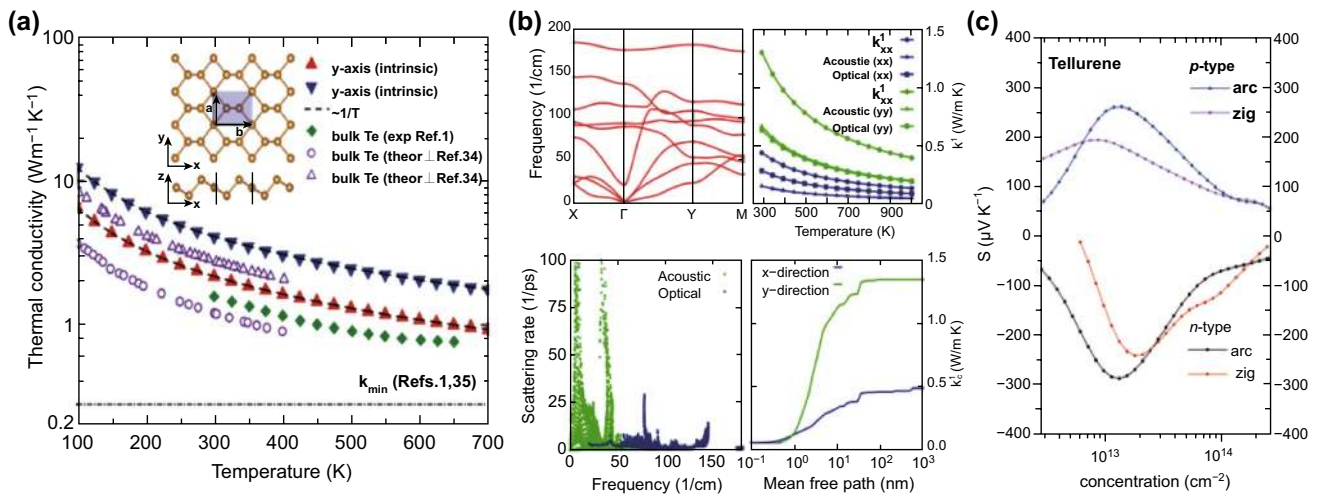 (a)
Thermal conductivity (Wm⁻¹ K⁻¹)
100
10
1
0.2
y-axis (intrinsic)
y-axis (intrinsic)
~1/T
bulk Te (exp Ref.1)
bulk Te (theor ⊥ Ref.34)
bulk Te (theor ⊥ Ref.34)
a
b
y
x
z
x
k_min (Refs.1,35)
100 200 300 400 500 600 700
Temperature (K)
(b)
Frequency (1/cm)
200
150
100
50
0
X Γ Y M
k¹_xx
Acoustie (xx)
Optical (xx)
k¹_xx
Acoustic (yy)
Optical (yy)
1.5
1.0
0.5
0
k¹ (W/m K)
300 500 700 900
Temperature (K)
Scattering rate (1/ps)
100
75
50
25
0
Acoustic
Optical
0 50 100 150
Frequency (1/cm)
x-direction
y-direction
1.5
1.0
0.5
0.0
k¹_c (W/m K)
10⁻¹ 10⁰ 10¹ 10² 10³
Mean free path (nm)
(c)
S (μV K⁻¹)
400
300
200
100
0
−100
−200
−300
−400
Tellurene
p-type
arc
zig
n-type
arc
zig
400
300
200
100
0
−100
−200
−300
−400
10¹³ 10¹⁴
concentration (cm⁻²)